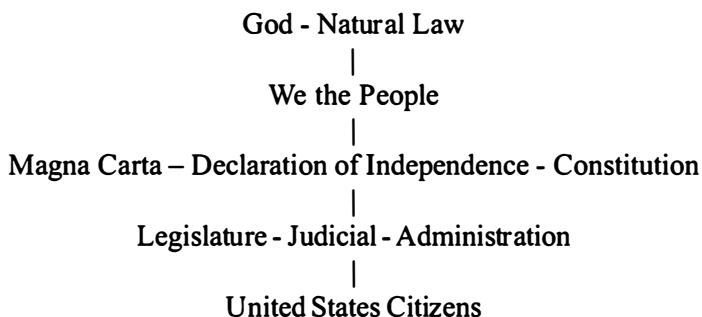 God - Natural Law
We the People
Magna Carta – Declaration of Independence - Constitution
Legislature - Judicial - Administration
United States Citizens